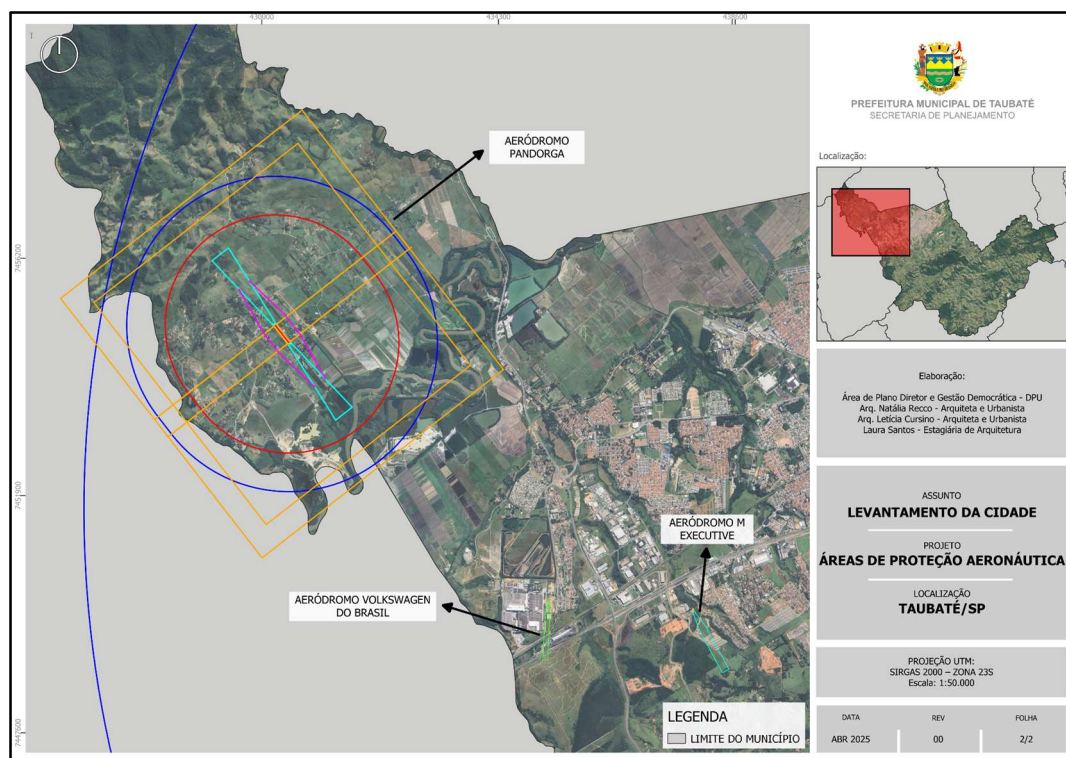 430000
434300
438600
7456200
7451900
7447600
AERÓDROMO
PANDORGA
AERÓDROMO M
EXECUTIVE
AERÓDROMO VOLKSWAGEN
DO BRASIL
LEGENDA
LIMITE DO MUNICÍPIO
PREFEITURA MUNICIPAL DE TAUBATÉ
SECRETARIA DE PLANEJAMENTO
Localização:
Elaboração:
Área de Plano Diretor e Gestão Democrática - DPU
Arq. Natália Recco - Arquiteta e Urbanista
Arq. Letícia Cursino - Arquiteta e Urbanista
Laura Santos - Estagiária de Arquitetura
ASSUNTO
LEVANTAMENTO DA CIDADE
PROJETO
ÁREAS DE PROTEÇÃO AERONÁUTICA
LOCALIZAÇÃO
TAUBATÉ/SP
PROJEÇÃO UTM:
SIRGAS 2000 – ZONA 23S
Escala: 1:50.000
DATA REV FOLHA
ABR 2025 00 2/2